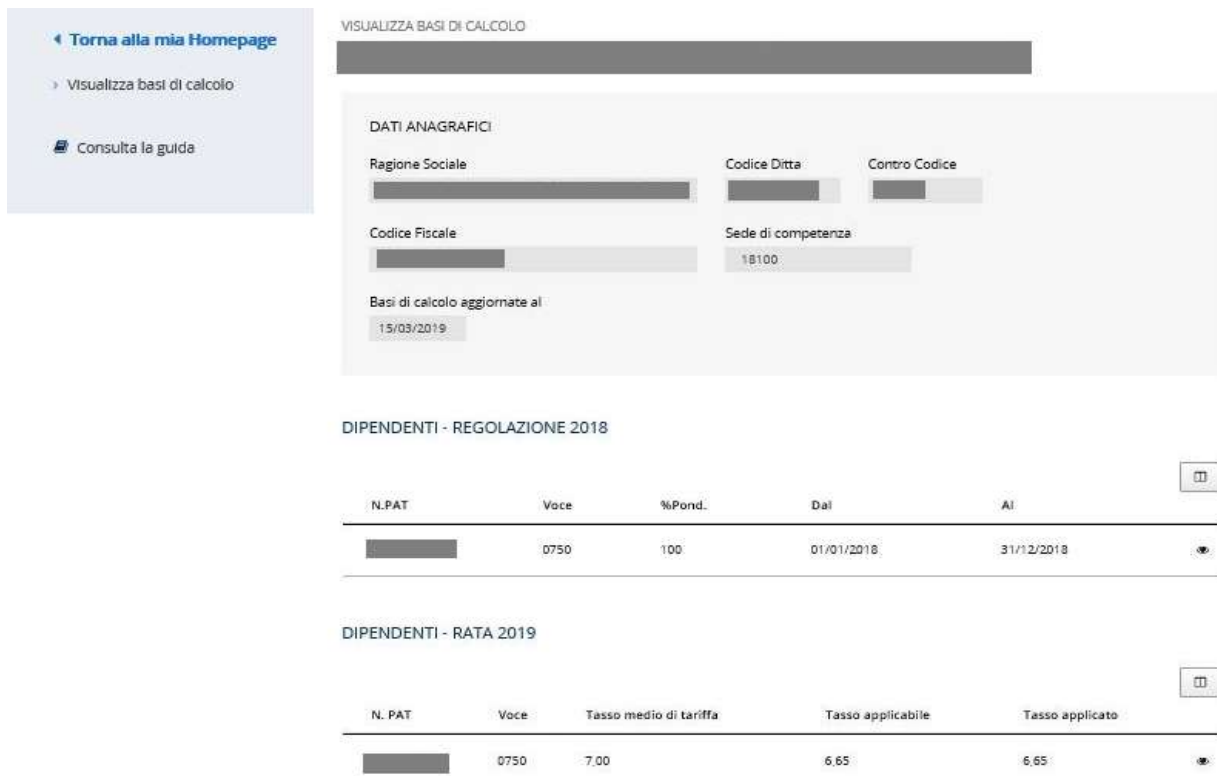 Torna alla mia Homepage
Visualizza basi di calcolo
Consulta la guida
VISUALIZZA BASI DI CALCOLO
DATI ANAGRAFICI
Ragione Sociale Codice Ditta Contro Codice
Codice Fiscale Sede di competenza
18100
Basi di calcolo aggiornate al
15/03/2019
DIPENDENTI - REGOLAZIONE 2018
N.PAT Voce %Pond. Dal Al
0750 100 01/01/2018 31/12/2018
DIPENDENTI - RATA 2019
N. PAT Voce Tasso medio di tariffa Tasso applicabile Tasso applicato
0750 7,00 6,65 6,65